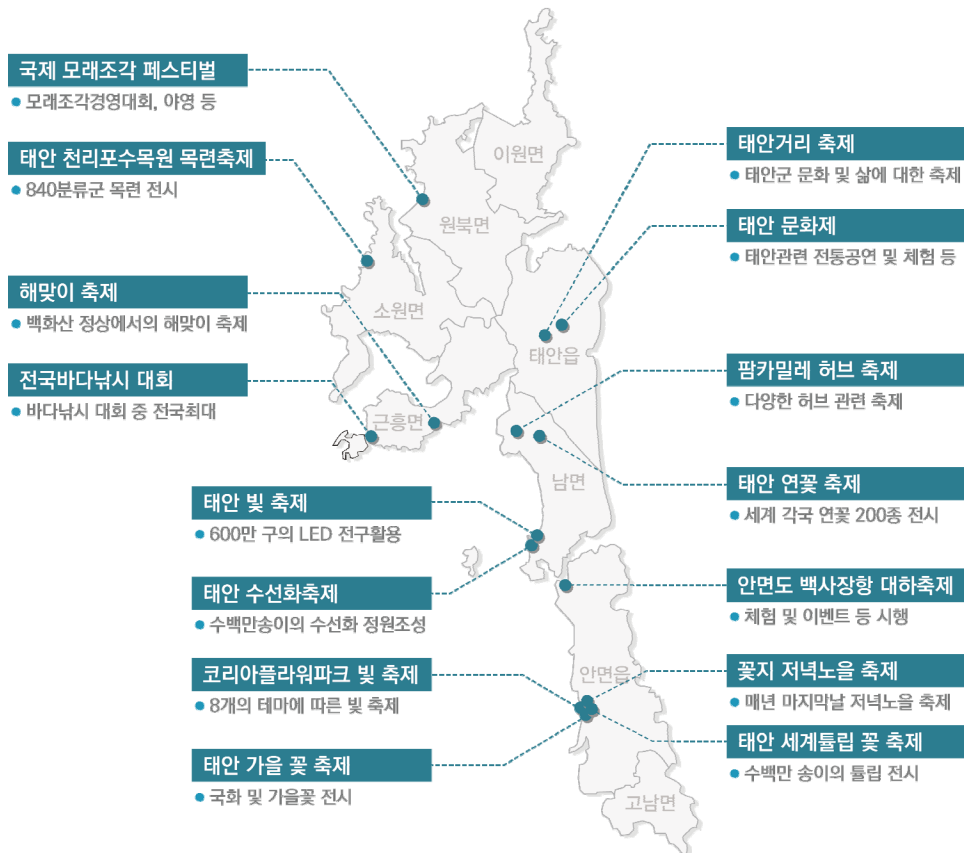 국제 모래조각 페스티벌
모래조각경영대회, 야영 등
태안 천리포수목원 목련축제
840분류군 목련 전시
해맞이 축제
백화산 정상에서의 해맞이 축제
전국바다낚시 대회
바다낚시 대회 중 전국최대
태안 빛 축제
600만 구의 LED 전구활용
태안 수선화축제
수백만송이의 수선화 정원조성
코리아플라워파크 빛 축제
8개의 테마에 따른 빛 축제
태안 가을 꽃 축제
국화 및 가을꽃 전시
이원면
원북면
소원면
태안읍
근흥면
남면
안면읍
고남면
태안거리 축제
태안군 문화 및 삶에 대한 축제
태안 문화제
태안관련 전통공연 및 체험 등
팜카밀레 허브 축제
다양한 허브 관련 축제
태안 연꽃 축제
세계 각국 연꽃 200종 전시
안면도 백사장항 대하축제
체험 및 이벤트 등 시행
꽃지 저녁노을 축제
매년 마지막날 저녁노을 축제
태안 세계튤립 꽃 축제
수백만 송이의 튤립 전시